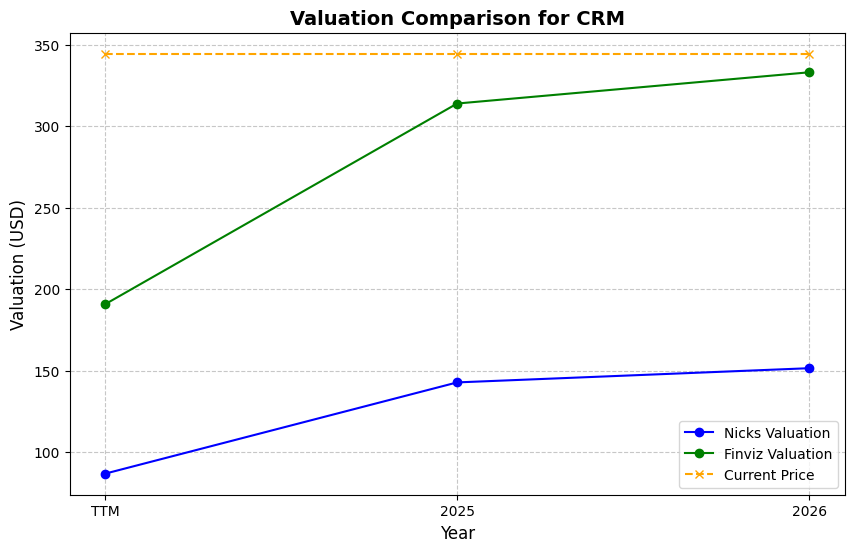 Valuation Comparison for CRM
Valuation (USD)
350
300
250
200
150
100
TTM
2025
2026
Year
Nicks Valuation
Finviz Valuation
Current Price